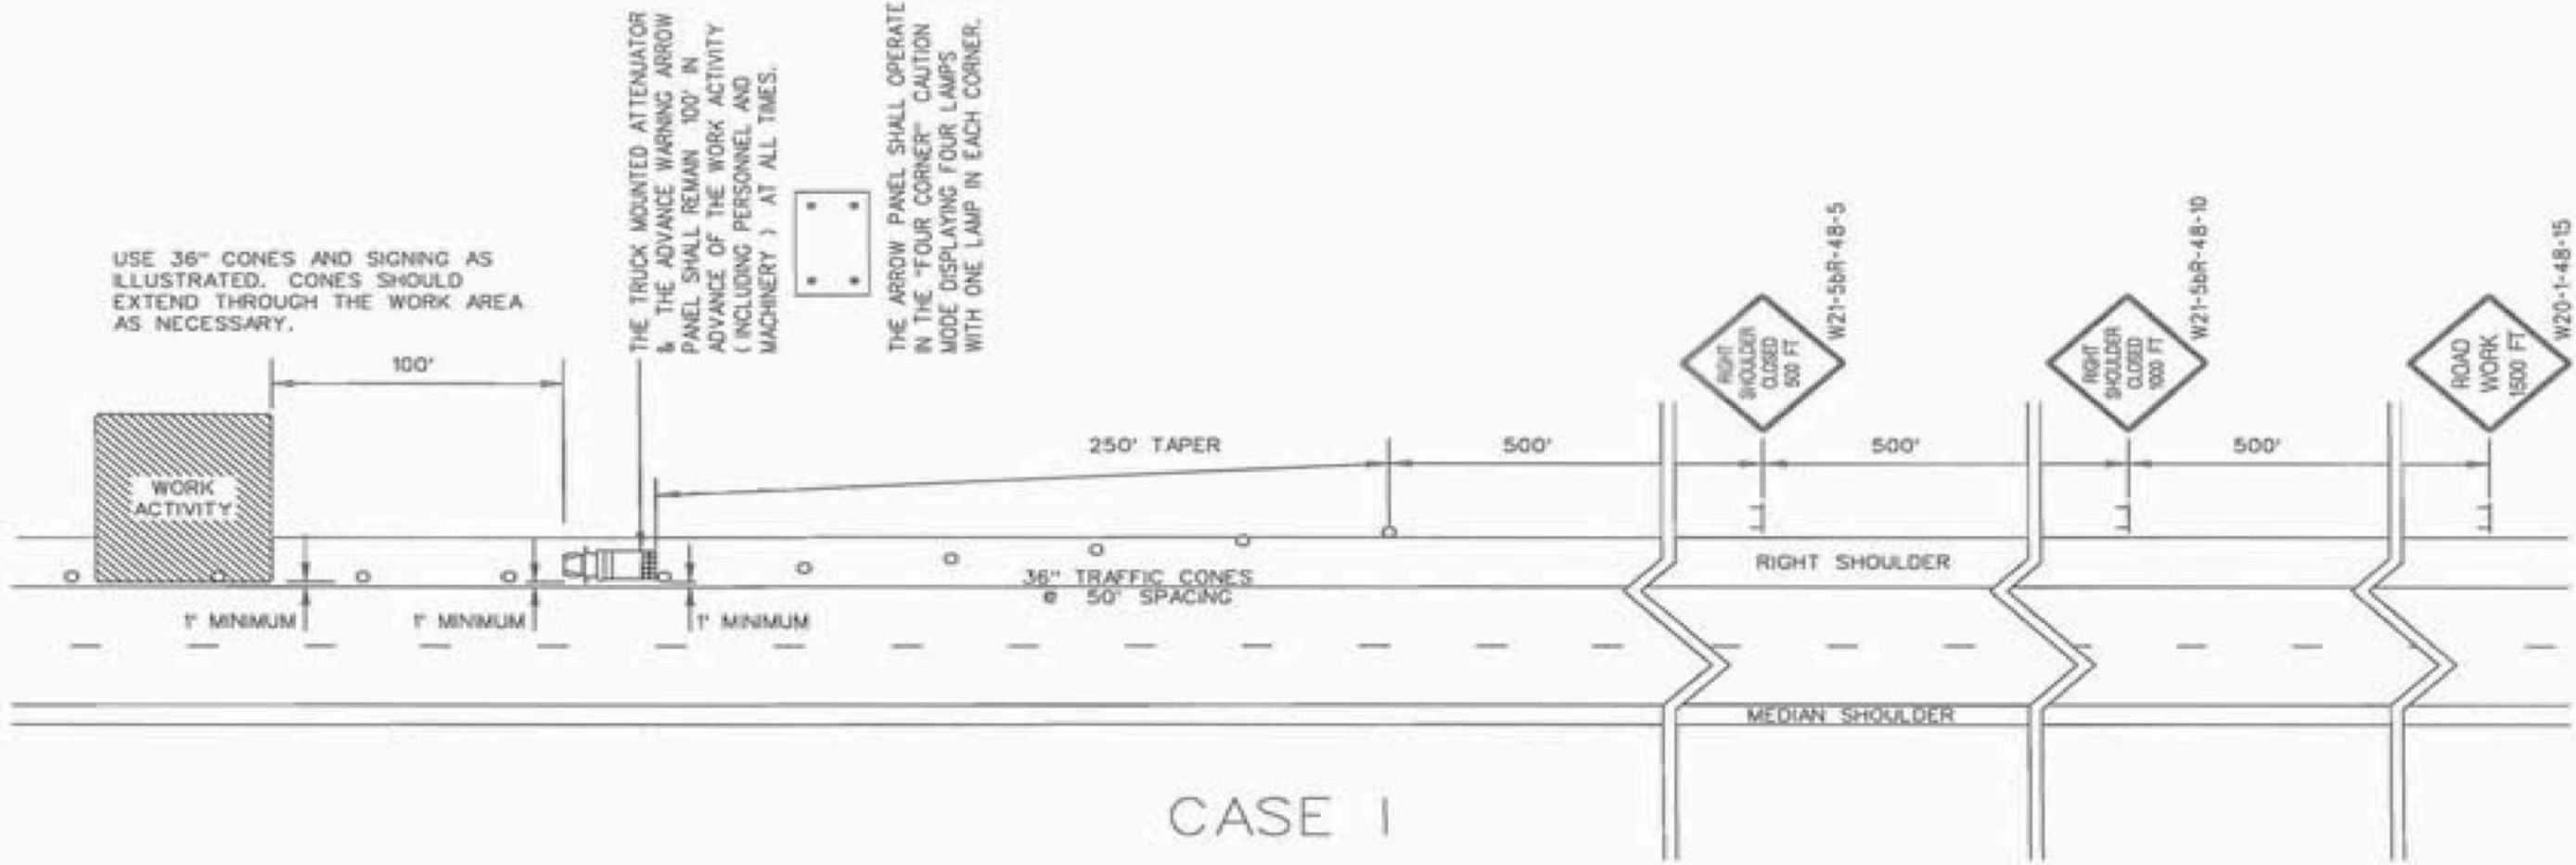 USE 36" CONES AND SIGNING AS
ILLUSTRATED. CONES SHOULD
EXTEND THROUGH THE WORK AREA
AS NECESSARY.
THE TRUCK MOUNTED ATTENUATOR
& THE ADVANCE WARNING ARROW
PANEL SHALL REMAIN 100' IN
ADVANCE OF THE WORK ACTIVITY
( INCLUDING PERSONNEL AND
MACHINERY ) AT ALL TIMES.
THE ARROW PANEL SHALL OPERATE
IN THE "FOUR CORNER" CAUTION
MODE DISPLAYING FOUR LAMPS
WITH ONE LAMP IN EACH CORNER.
W21-5bR-48-5
W21-5bR-48-10
W20-1-48-15
RIGHT
SHOULDER
CLOSED
500 FT
RIGHT
SHOULDER
CLOSED
1000 FT
ROAD
WORK
1500 FT
100'
250' TAPER
500'
500'
500'
WORK
ACTIVITY
36" TRAFFIC CONES
@ 50' SPACING
RIGHT SHOULDER
1' MINIMUM
1' MINIMUM
1' MINIMUM
MEDIAN SHOULDER
CASE I